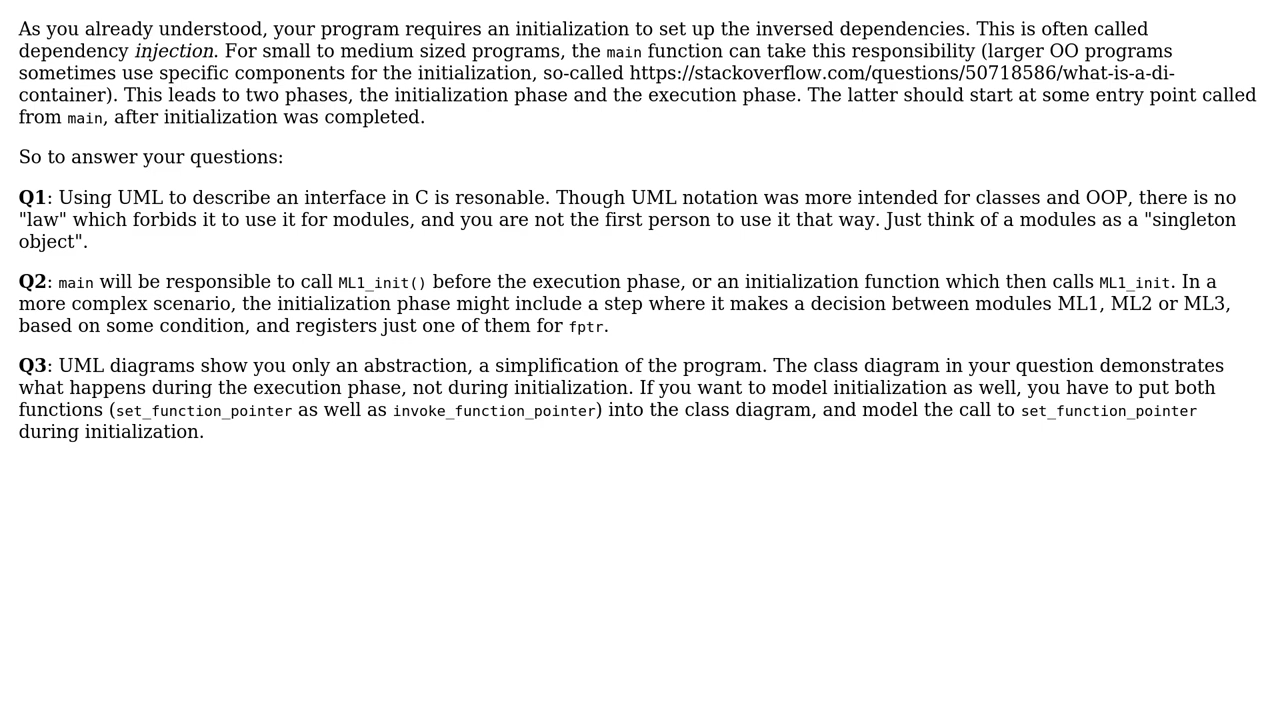 As you already understood, your program requires an initialization to set up the inversed dependencies. This is often called
dependency injection. For small to medium sized programs, the main function can take this responsibility (larger OO programs
sometimes use specific components for the initialization, so-called https://stackoverflow.com/questions/50718586/what-is-a-di-
container). This leads to two phases, the initialization phase and the execution phase. The latter should start at some entry point called
from main, after initialization was completed.
So to answer your questions:
Q1: Using UML to describe an interface in C is resonable. Though UML notation was more intended for classes and OOP, there is no
"law" which forbids it to use it for modules, and you are not the first person to use it that way. Just think of a modules as a "singleton
object".
Q2: main will be responsible to call ML1_init() before the execution phase, or an initialization function which then calls ML1_init. In a
more complex scenario, the initialization phase might include a step where it makes a decision between modules ML1, ML2 or ML3,
based on some condition, and registers just one of them for fptr.
Q3: UML diagrams show you only an abstraction, a simplification of the program. The class diagram in your question demonstrates
what happens during the execution phase, not during initialization. If you want to model initialization as well, you have to put both
functions (set_function_pointer as well as invoke_function_pointer) into the class diagram, and model the call to set_function_pointer
during initialization.